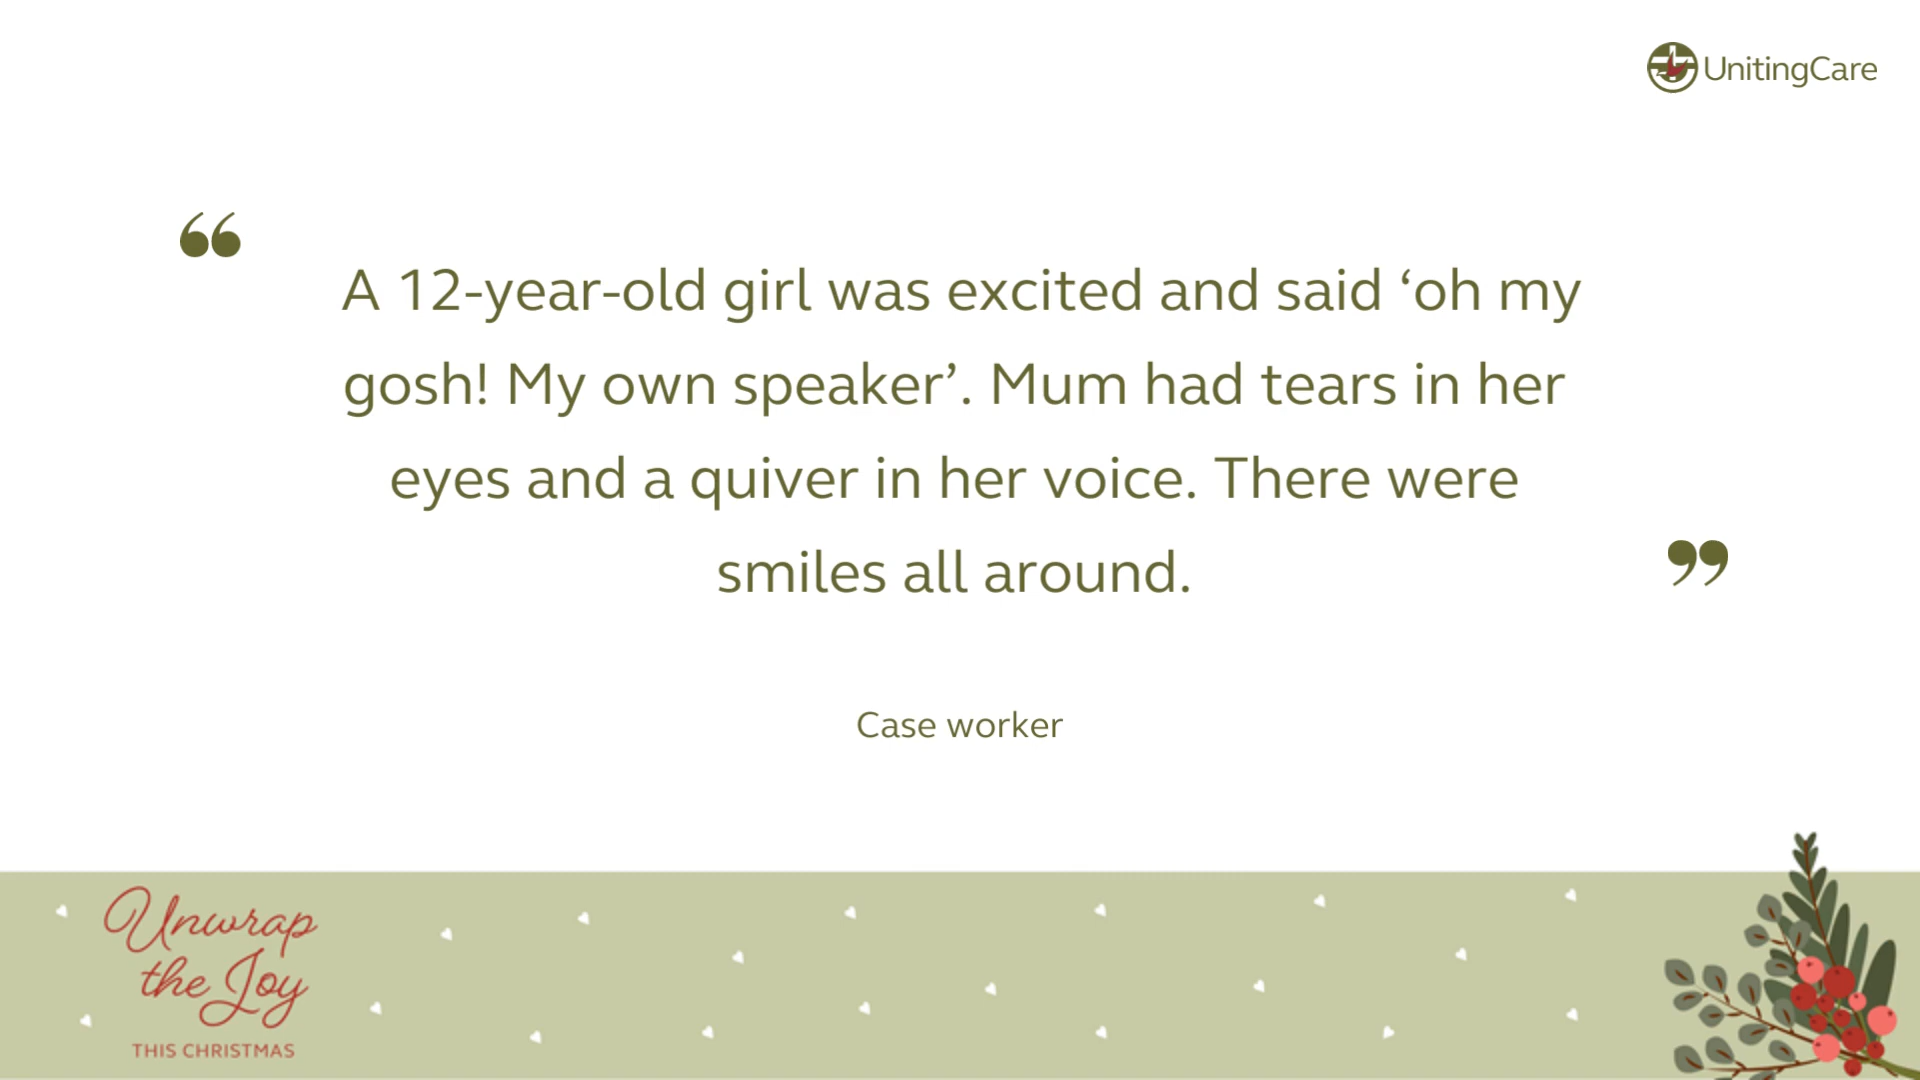 UnitingCare
“
A 12-year-old girl was excited and said ‘oh my
gosh! My own speaker’. Mum had tears in her
eyes and a quiver in her voice. There were
smiles all around.
”
Case worker
Unwrap
the Joy
THIS CHRISTMAS